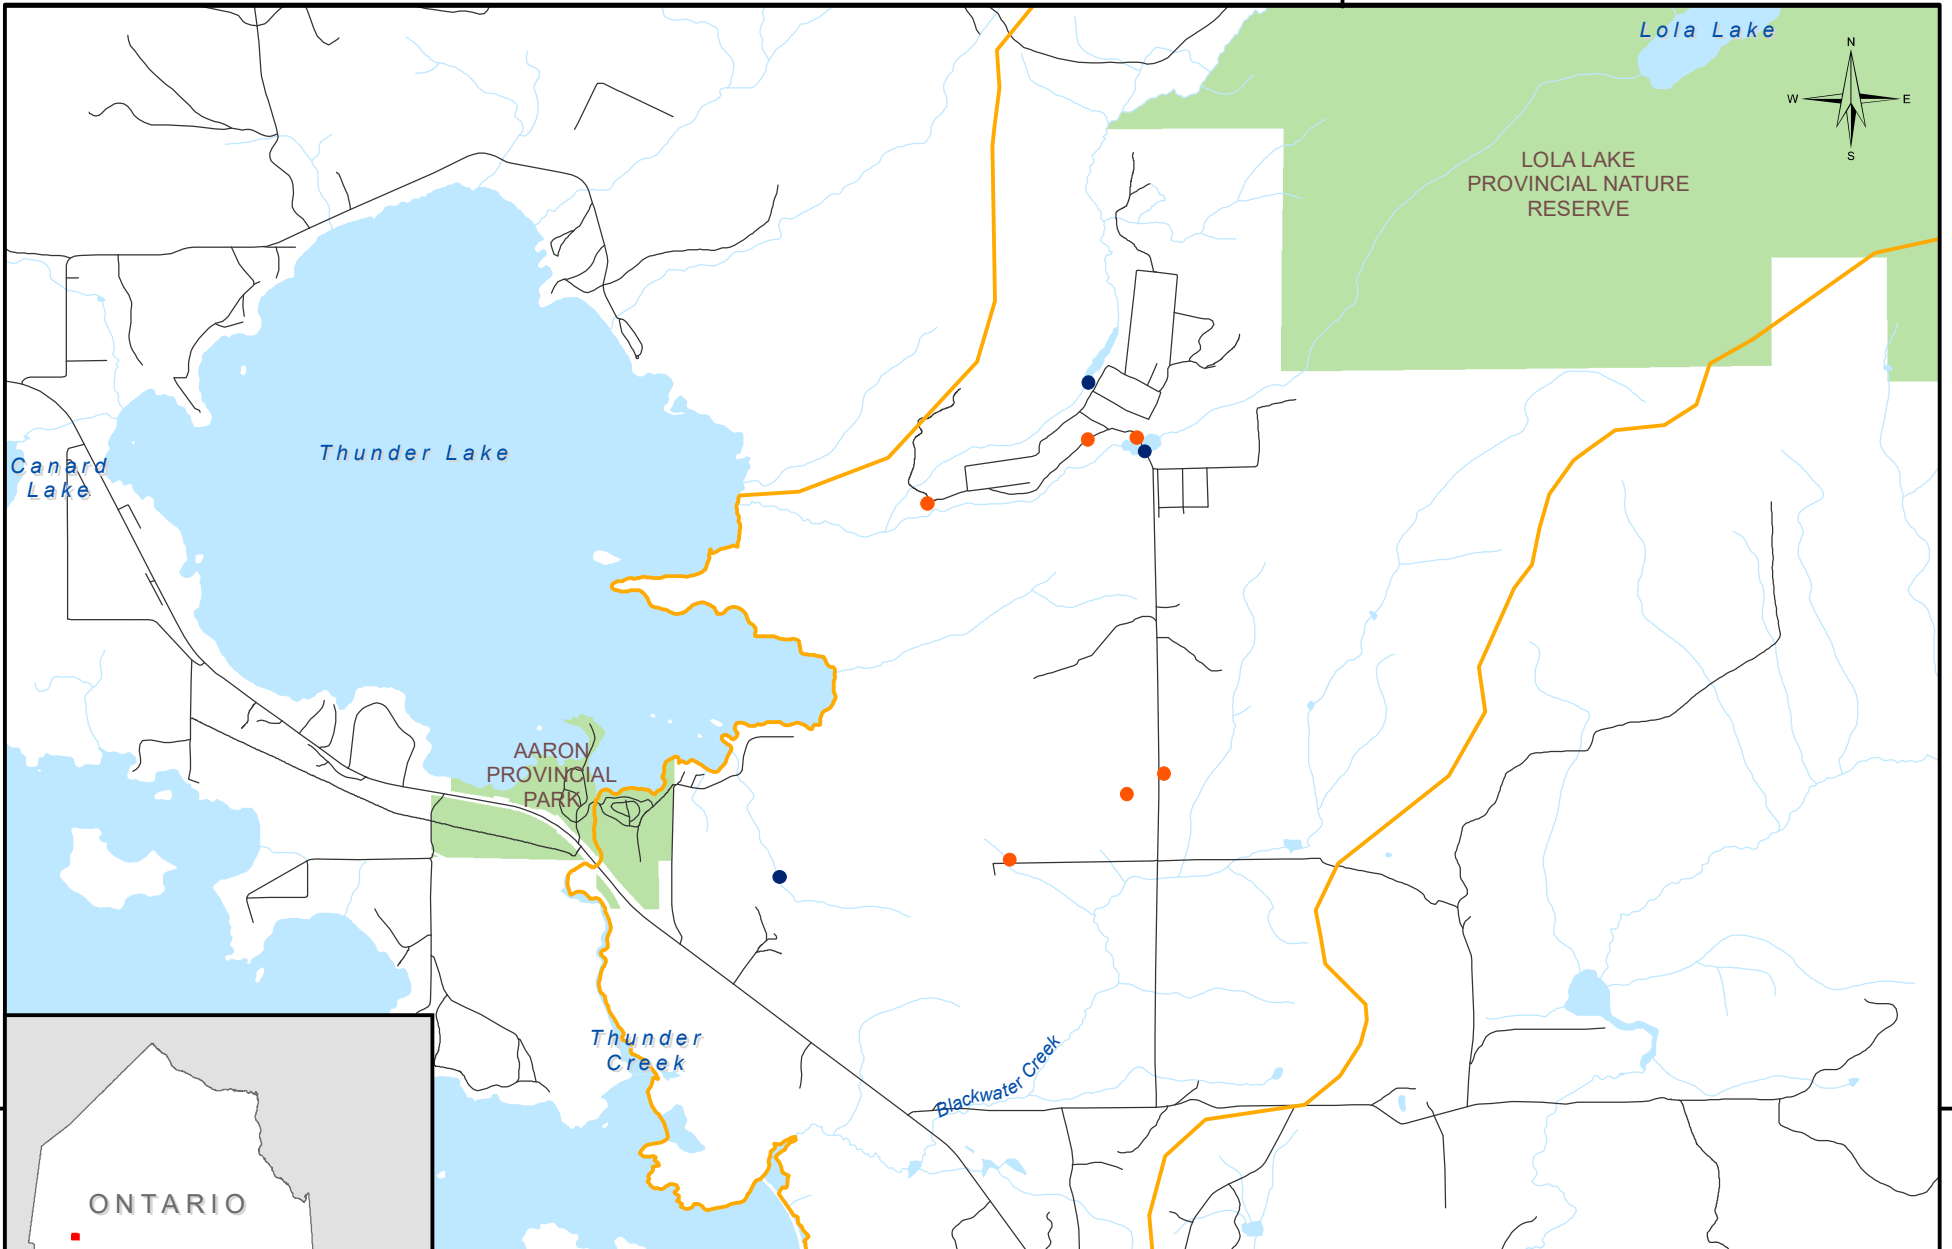 Lola Lake
N
W
E
S
LOLA LAKE
PROVINCIAL NATURE
RESERVE
Thunder Lake
Canard
Lake
AARON
PROVINCIAL
PARK
Thunder
Creek
Blackwater Creek
ONTARIO